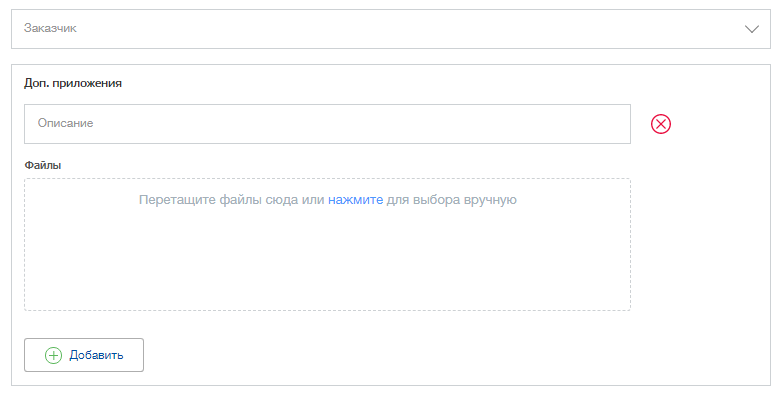 Заказчик
Доп. приложения
Описание
Файлы
Перетащите файлы сюда или нажмите для выбора вручную
Добавить